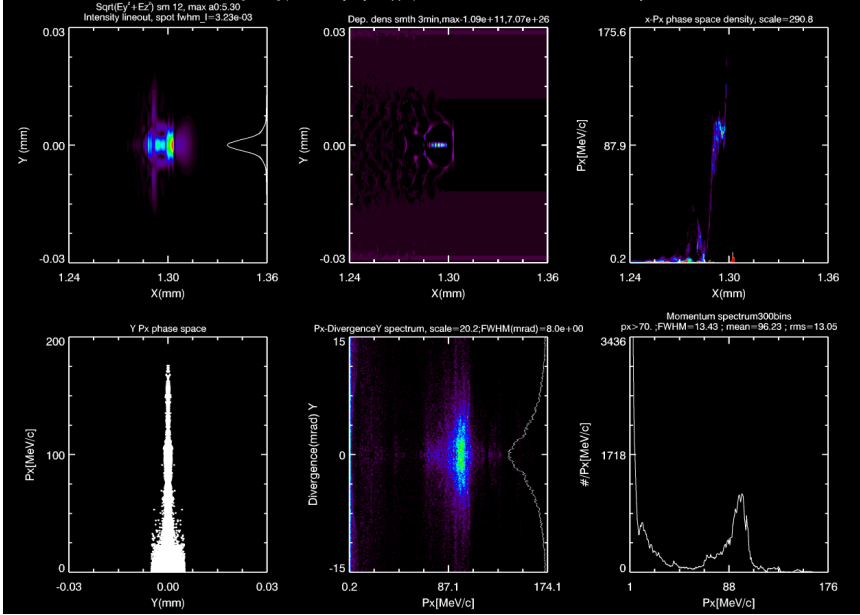 Sqrt(Ey²+Ez²) sm 12, max a0:5.30
Intensity lineout, spot fwhm_I=3.23e-03
0.03
Y (mm)
0.00
-0.03
1.24
1.30
1.36
X(mm)
Dep. dens smth 3min,max-1.09e+11,7.07e+26
0.03
Y (mm)
0.00
-0.03
1.24
1.30
1.36
X(mm)
x-Px phase space density, scale=290.8
175.6
Px[MeV/c]
87.9
0.2
1.24
1.30
1.36
X(mm)
Y Px phase space
200
Px[MeV/c]
100
0
-0.03
0.00
0.03
Y(mm)
Px-DivergenceY spectrum, scale=20.2;FWHM(mrad)=8.0e+00
15
Divergence(mrad) Y
0
-15
0.2
87.1
174.1
Px[MeV/c]
Momentum spectrum300bins
px>70. ;FWHM=13.43 ; mean=96.23 ; rms=13.05
3436
#/Px[MeV/c]
1718
0
1
88
176
Px[MeV/c]